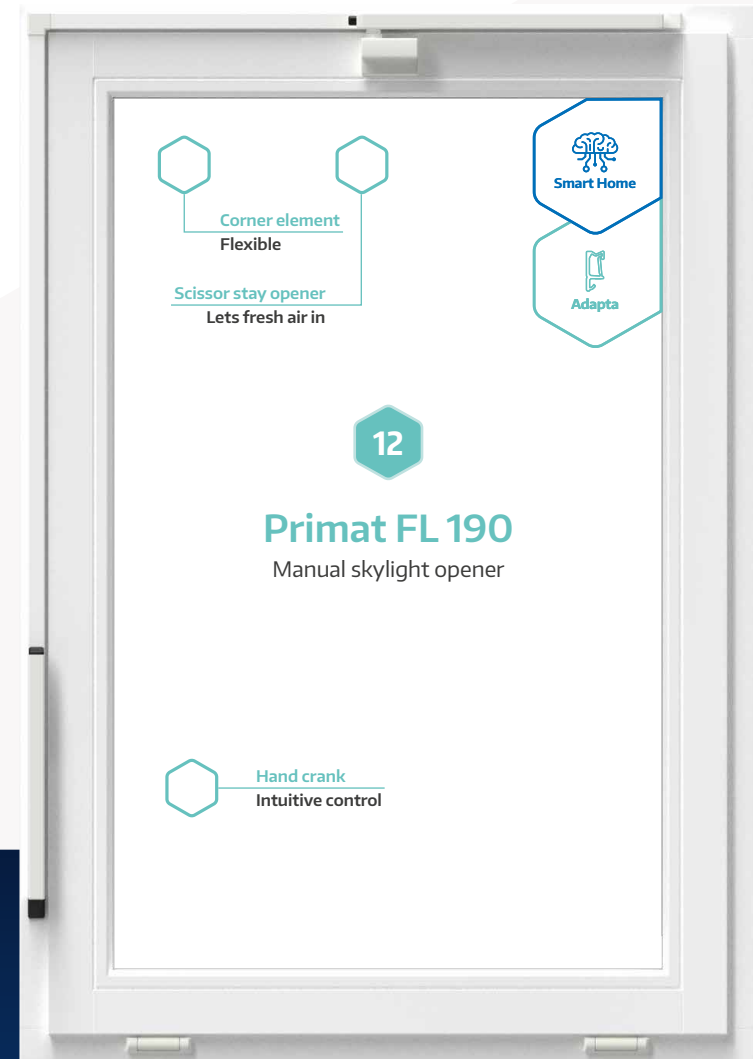 Smart Home
Corner element
Flexible
Adapta
Scissor stay opener
Lets fresh air in
12
Primat FL 190
Manual skylight opener
Hand crank
Intuitive control